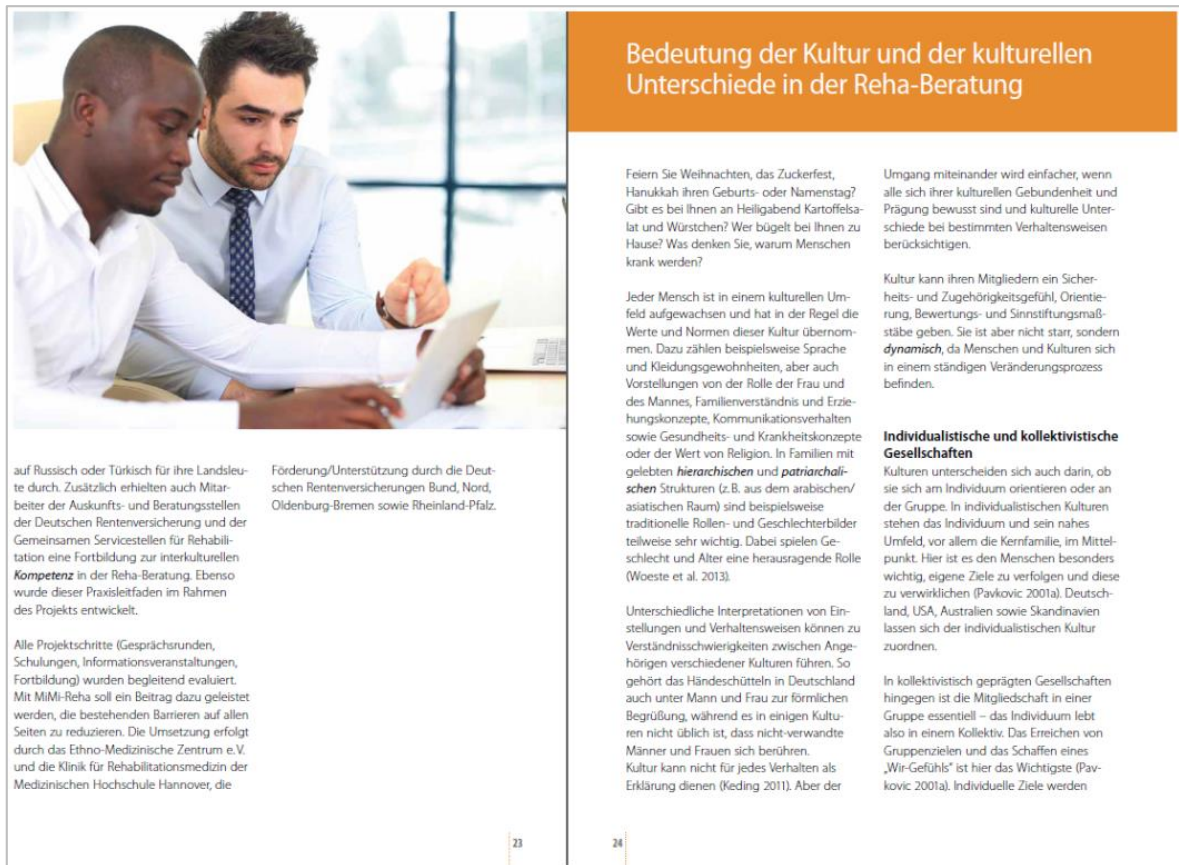 auf Russisch oder Türkisch für ihre Landsleu-
te durch. Zusätzlich erhielten auch Mitar-
beiter der Auskunfts- und Beratungsstellen
der Deutschen Rentenversicherung und der
Gemeinsamen Servicestellen für Rehabili-
tation eine Fortbildung zur interkulturellen
Kompetenz in der Reha-Beratung. Ebenso
wurde dieser Praxisleitfaden im Rahmen
des Projekts entwickelt.
Alle Projektschritte (Gesprächsrunden,
Schulungen, Informationsveranstaltungen,
Fortbildung) wurden begleitend evaluiert.
Mit MiMi-Reha soll ein Beitrag dazu geleistet
werden, die bestehenden Barrieren auf allen
Seiten zu reduzieren. Die Umsetzung erfolgt
durch das Ethno-Medizinische Zentrum e.V.
und die Klinik für Rehabilitationsmedizin der
Medizinischen Hochschule Hannover, die
Förderung/Unterstützung durch die Deut-
schen Rentenversicherungen Bund, Nord,
Oldenburg-Bremen sowie Rheinland-Pfalz.
23
Bedeutung der Kultur und der kulturellen
Unterschiede in der Reha-Beratung
Feiern Sie Weihnachten, das Zuckerfest,
Hanukkah ihren Geburts- oder Namenstag?
Gibt es bei Ihnen an Heiligabend Kartoffelsa-
lat und Würstchen? Wer bügelt bei Ihnen zu
Hause? Was denken Sie, warum Menschen
krank werden?
Jeder Mensch ist in einem kulturellen Um-
feld aufgewachsen und hat in der Regel die
Werte und Normen dieser Kultur übernom-
men. Dazu zählen beispielsweise Sprache
und Kleidungsgewohnheiten, aber auch
Vorstellungen von der Rolle der Frau und
des Mannes, Familienverständnis und Erzie-
hungskonzepte, Kommunikationsverhalten
sowie Gesundheits- und Krankheitskonzepte
oder der Wert von Religion. In Familien mit
gelebten hierarchischen und patriarchali-
schen Strukturen (z.B. aus dem arabischen/
asiatischen Raum) sind beispielsweise
traditionelle Rollen- und Geschlechterbilder
teilweise sehr wichtig. Dabei spielen Ge-
schlecht und Alter eine herausragende Rolle
(Woeste et al. 2013).
Unterschiedliche Interpretationen von Ein-
stellungen und Verhaltensweisen können zu
Verständnisschwierigkeiten zwischen Ange-
hörigen verschiedener Kulturen führen. So
gehört das Händeschütteln in Deutschland
auch unter Mann und Frau zur förmlichen
Begrüßung, während es in einigen Kultu-
ren nicht üblich ist, dass nicht-verwandte
Männer und Frauen sich berühren.
Kultur kann nicht für jedes Verhalten als
Erklärung dienen (Keding 2011). Aber der
Umgang miteinander wird einfacher, wenn
alle sich ihrer kulturellen Gebundenheit und
Prägung bewusst sind und kulturelle Unter-
schiede bei bestimmten Verhaltensweisen
berücksichtigen.
Kultur kann ihren Mitgliedern ein Sicher-
heits- und Zugehörigkeitsgefühl, Orientie-
rung, Bewertungs- und Sinnstiftungsmaß-
stäbe geben. Sie ist aber nicht starr, sondern
dynamisch, da Menschen und Kulturen sich
in einem ständigen Veränderungsprozess
befinden.
Individualistische und kollektivistische
Gesellschaften
Kulturen unterscheiden sich auch darin, ob
sie sich am Individuum orientieren oder an
der Gruppe. In individualistischen Kulturen
stehen das Individuum und sein nahes
Umfeld, vor allem die Kernfamilie, im Mittel-
punkt. Hier ist es den Menschen besonders
wichtig, eigene Ziele zu verfolgen und diese
zu verwirklichen (Pavkovic 2001a). Deutsch-
land, USA, Australien sowie Skandinavien
lassen sich der individualistischen Kultur
zuordnen.
In kollektivistisch geprägten Gesellschaften
hingegen ist die Mitgliedschaft in einer
Gruppe essentiell – das Individuum lebt
also in einem Kollektiv. Das Erreichen von
Gruppenzielen und das Schaffen eines
„Wir-Gefühls“ ist hier das Wichtigste (Pav-
kovic 2001a). Individuelle Ziele werden
24